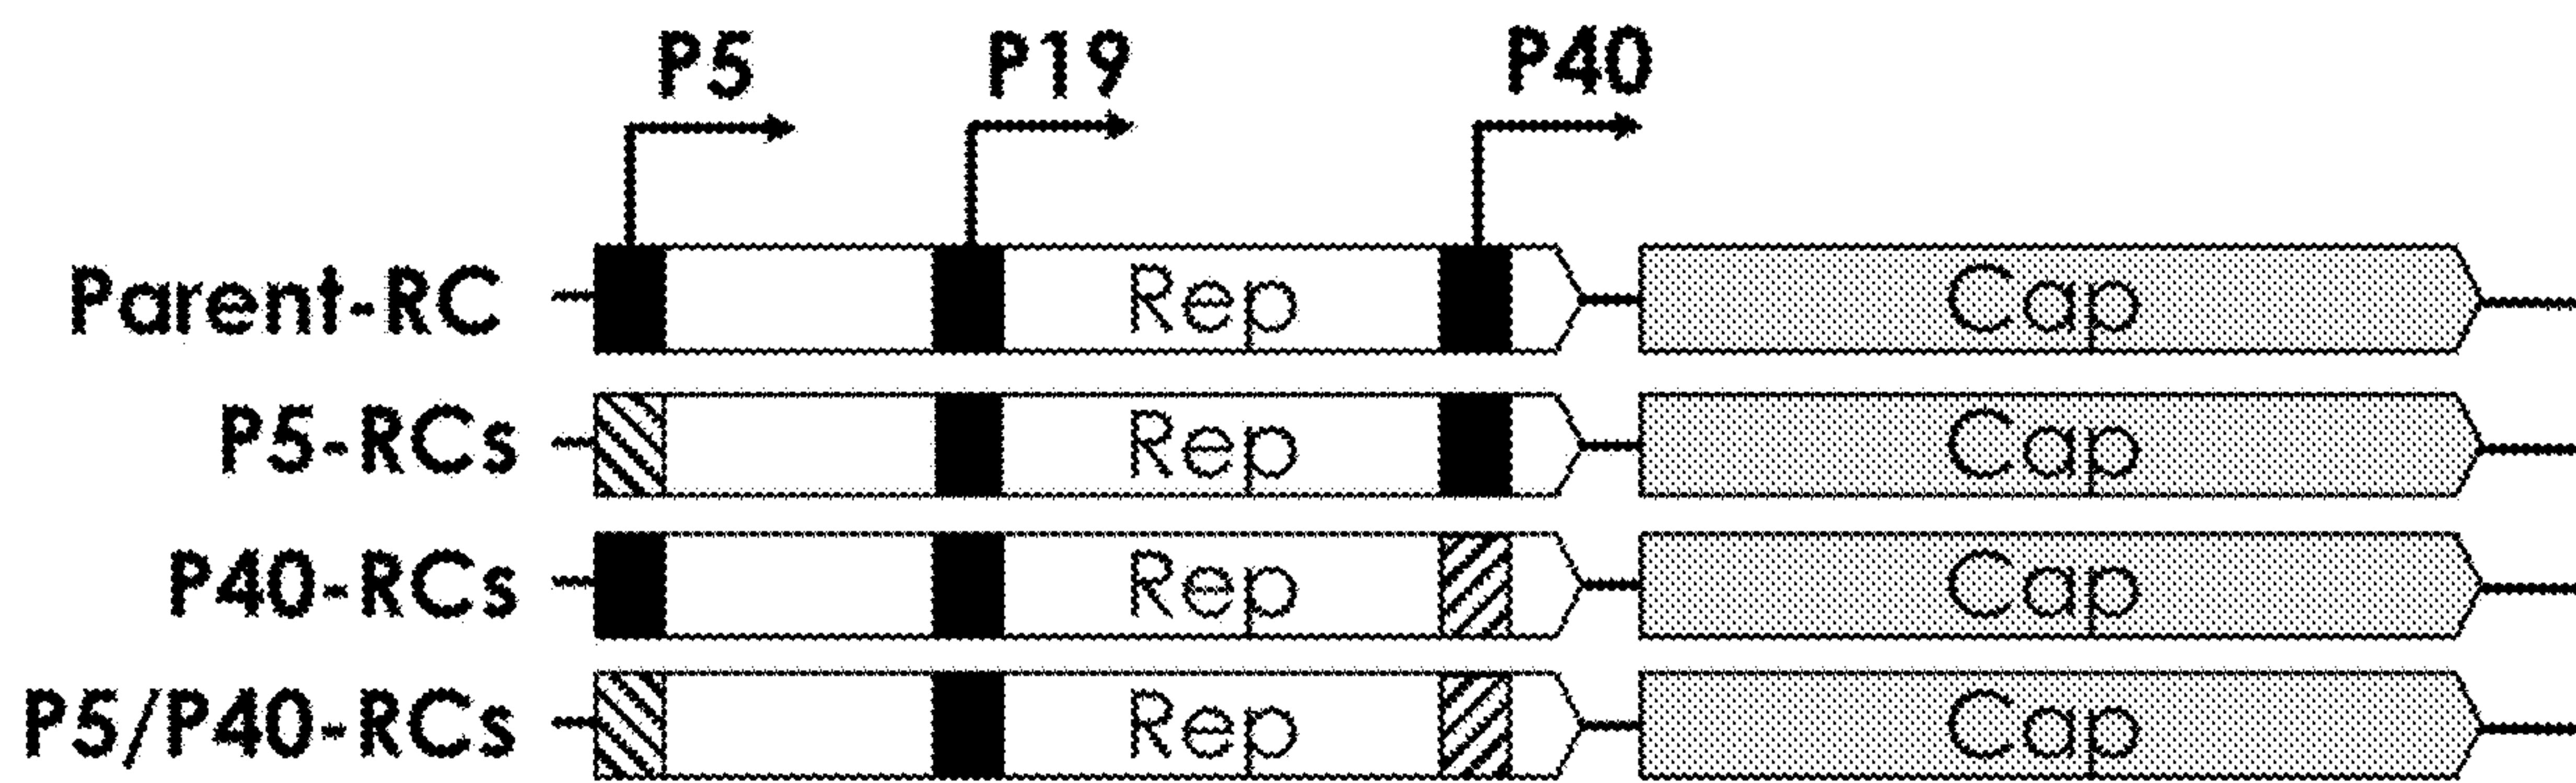 P5 P19 P40
Parent-RC Rep Cap
P5-RCs Rep Cap
P40-RCs Rep Cap
P5/P40-RCs Rep Cap